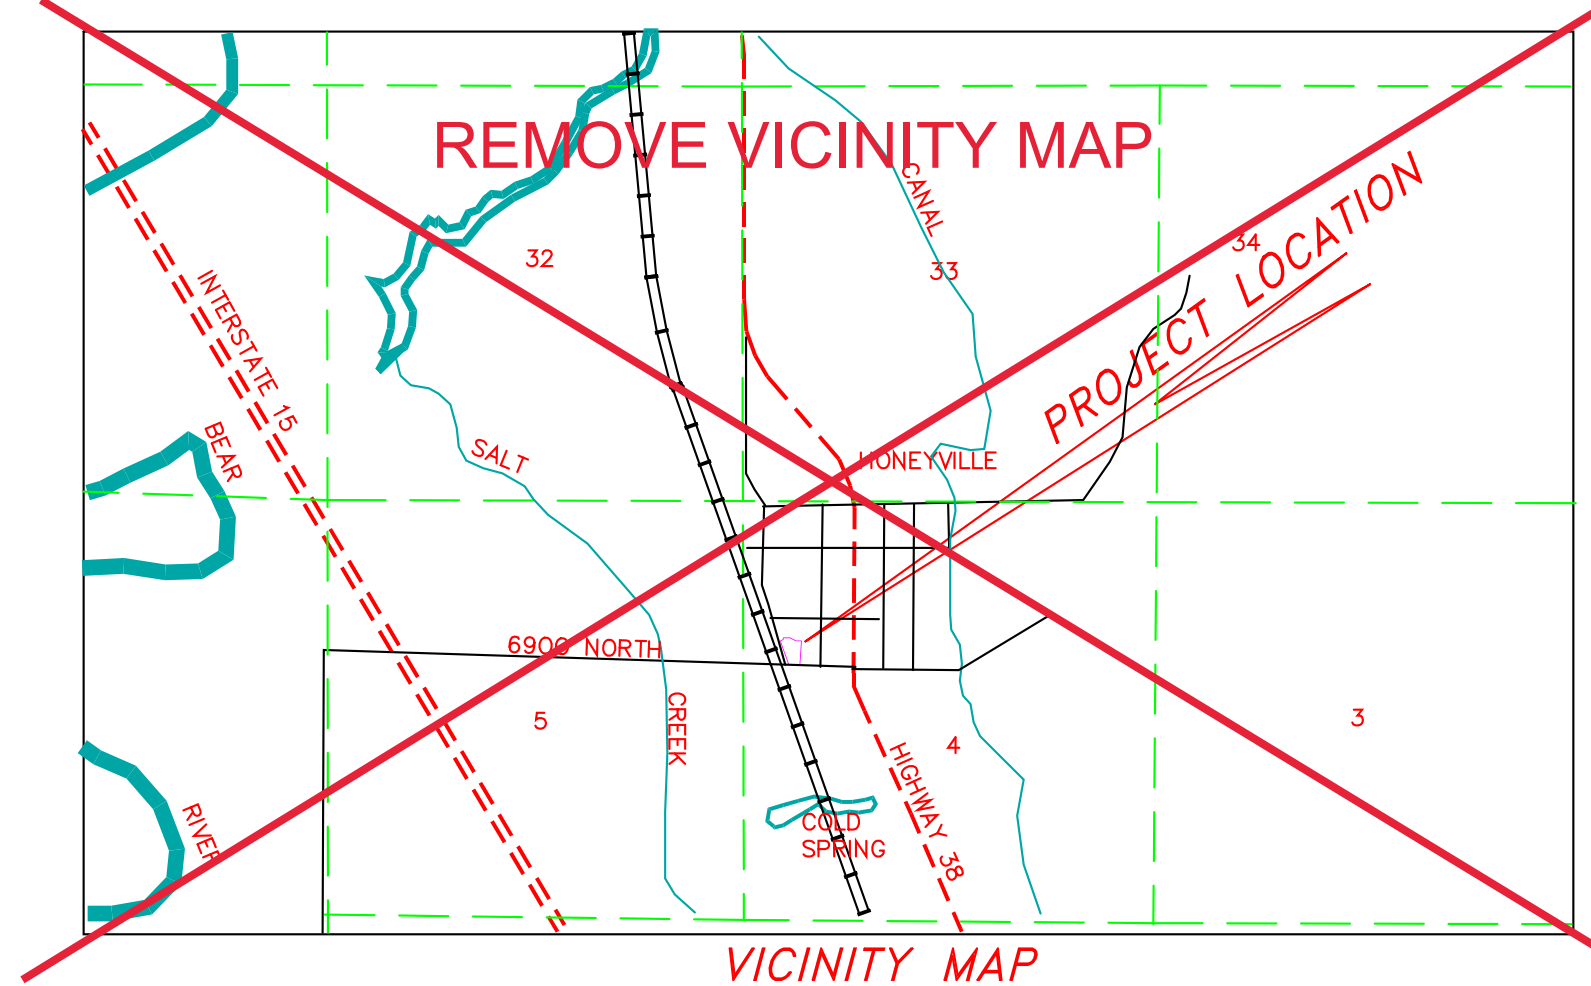 REMOVE VICINITY MAP
CANAL
PROJECT LOCATION
32
33
34
INTERSTATE 15
BEAR
SALT
HONEYVILLE
6900 NORTH
5
CREEK
4
3
HIGHWAY 38
RIVER
COLD
SPRING
VICINITY MAP